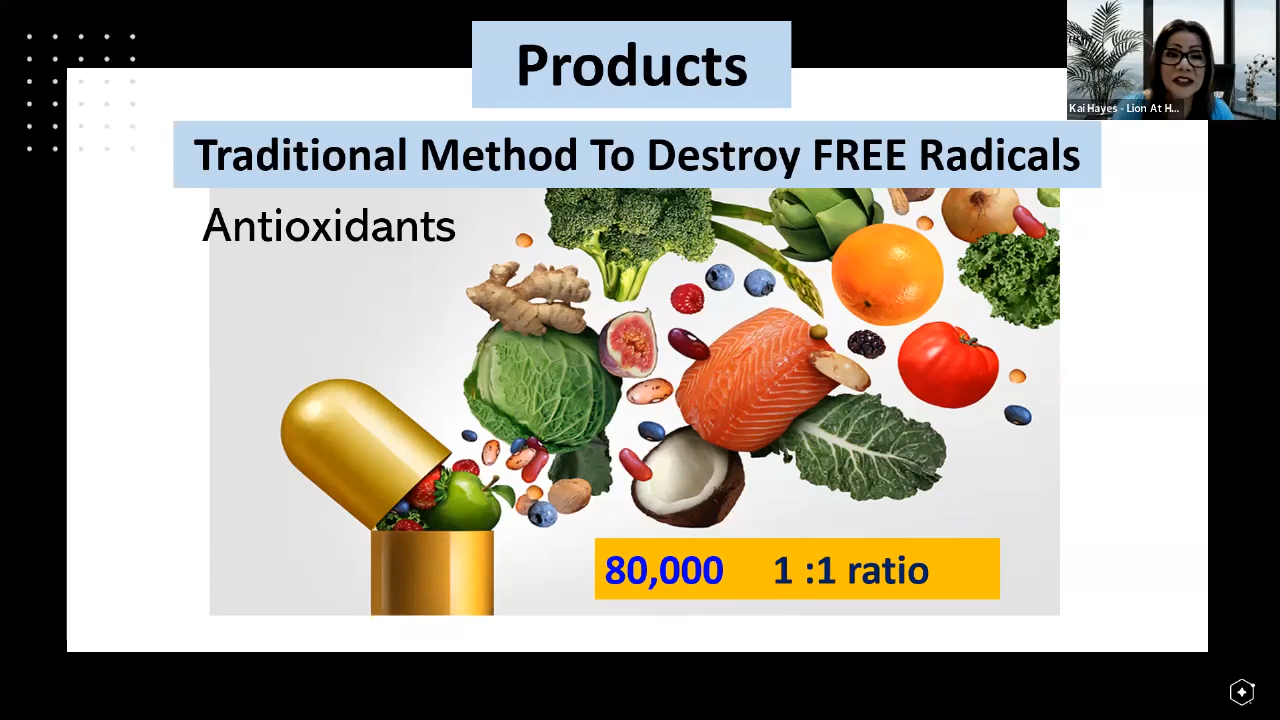 Products
Kai Hayes - Lion At H...
Traditional Method To Destroy FREE Radicals
Antioxidants
80,000 1 :1 ratio